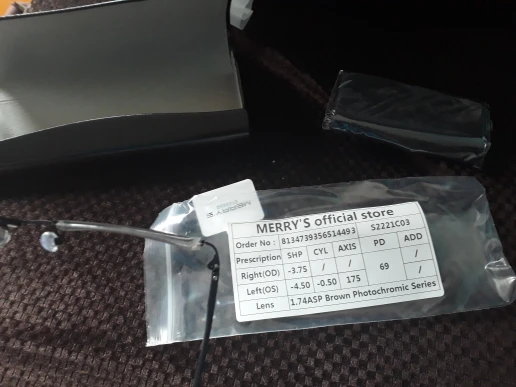 MERRY'S
MERRY'S official store
Order No : 8134739356514493 S2221C03
Prescription SHP CYL AXIS PD ADD
Right(OD) -3.75 / / 69 /
Left(OS) -4.50 -0.50 175 /
Lens 1.74ASP Brown Photochromic Series